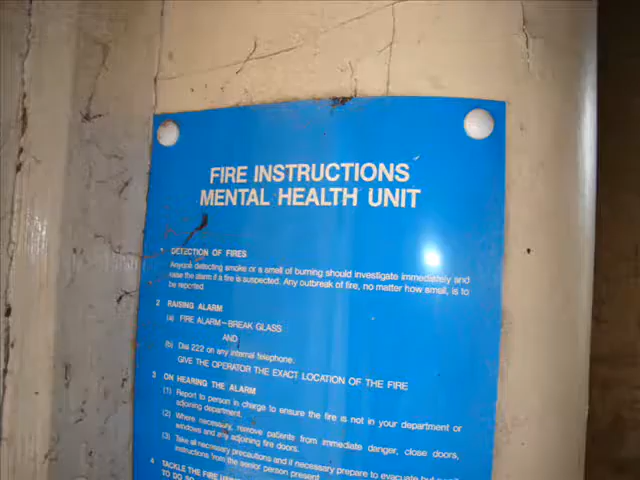 FIRE INSTRUCTIONS
MENTAL HEALTH UNIT
1 DETECTION OF FIRES
Anyone detecting smoke or a smell of burning should investigate immediately and
raise the alarm if a fire is suspected. Any outbreak of fire, no matter how small, is to
be reported.
2 RAISING ALARM
(a) FIRE ALARM–BREAK GLASS
AND
(b) Dial 222 on any internal telephone.
GIVE THE OPERATOR THE EXACT LOCATION OF THE FIRE
3 ON HEARING THE ALARM
(1) Report to person in charge to ensure the fire is not in your department or
adjoining department.
(2) Where necessary, remove patients from immediate danger, close doors,
windows and any adjoining fire doors.
(3) Take all necessary precautions and if necessary prepare to evacuate but
instructions from the senior person present.
4 TACKLE THE FIRE
TO DO SO